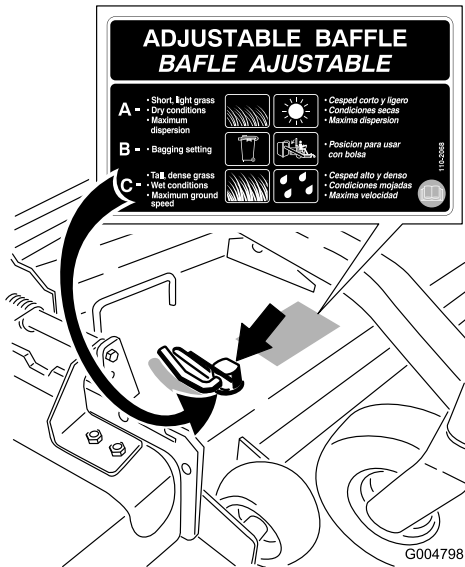 ADJUSTABLE BAFFLE
BAFLE AJUSTABLE
A - • Short, light grass
• Dry conditions
• Maximum
dispersion
• Cesped corto y ligero
• Condiciones secas
• Maxima dispersion
B - • Bagging setting
• Posicion para usar
con bolsa
C - • Tall, dense grass
• Wet conditions
• Maximum ground
speed
• Cesped alto y denso
• Condiciones mojadas
• Maxima velocidad
110-2068
G004798